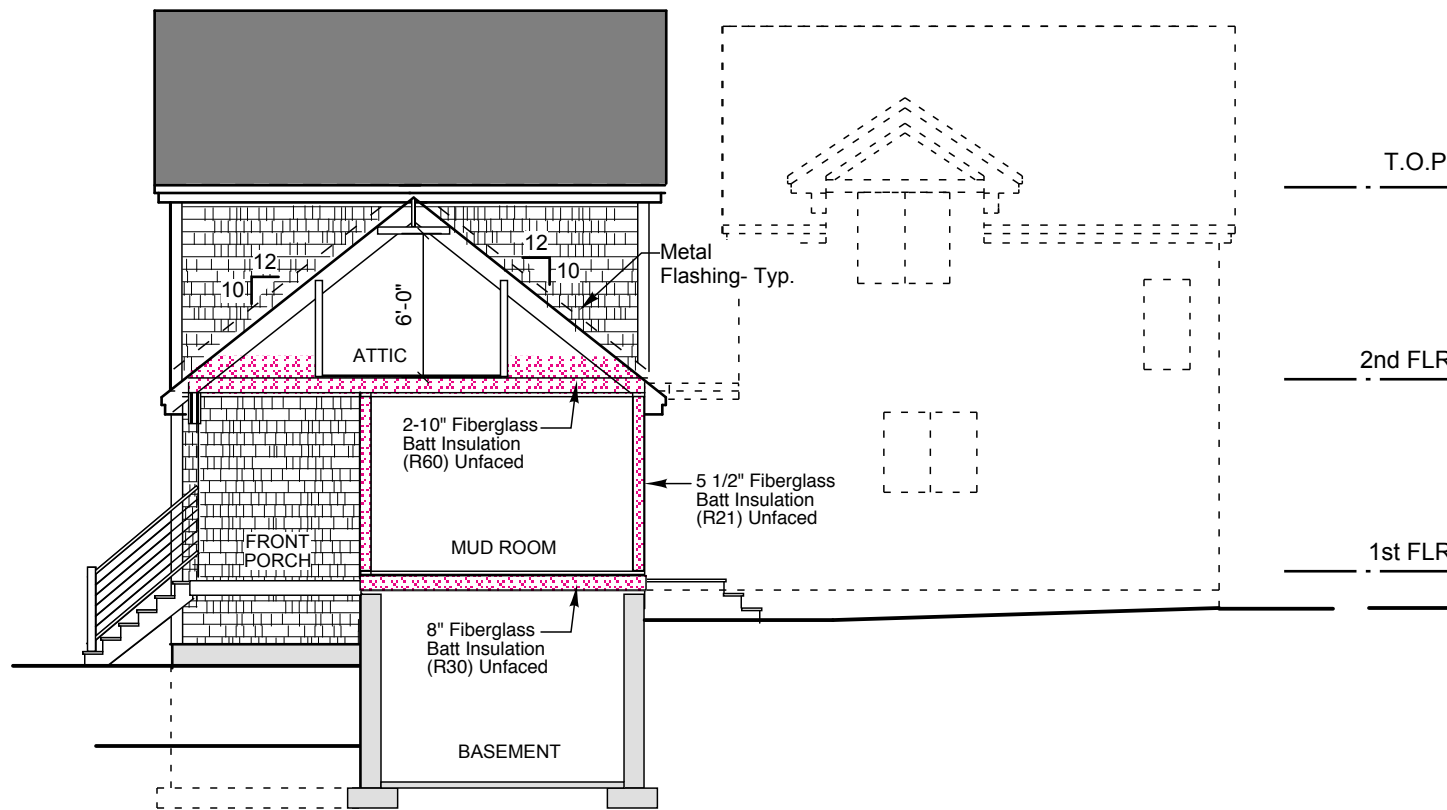 T.O.P
12
10
12
10
Metal
Flashing- Typ.
6'-0"
ATTIC
2nd FLR
2-10" Fiberglass
Batt Insulation
(R60) Unfaced
5 1/2" Fiberglass
Batt Insulation
(R21) Unfaced
FRONT
PORCH
MUD ROOM
1st FLR
8" Fiberglass
Batt Insulation
(R30) Unfaced
BASEMENT